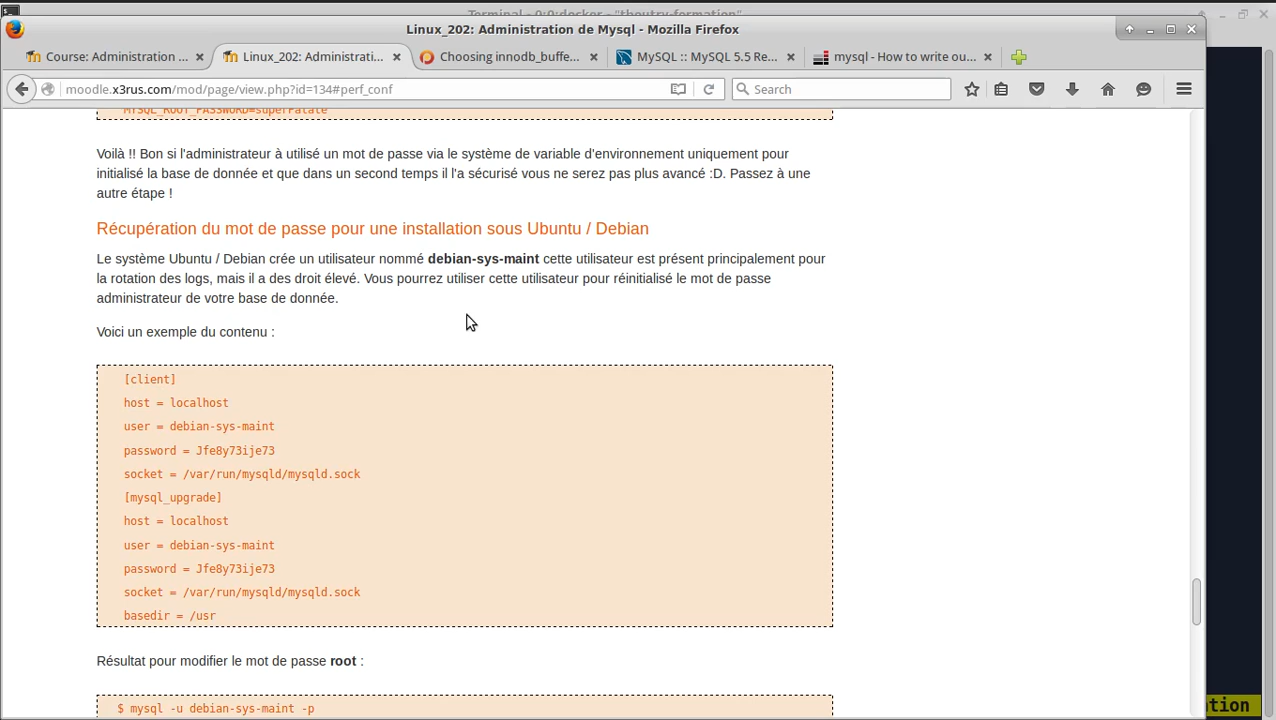 Terminal - 0:0:docker - "thoutry-formation"
Linux_202: Administration de Mysql - Mozilla Firefox
Course: Administration ...
Linux_202: Administrati...
Choosing innodb_buffe...
MySQL :: MySQL 5.5 Re...
mysql - How to write ou...
moodle.x3rus.com/mod/page/view.php?id=134#perf_conf
Search
MYSQL_ROOT_PASSWORD=superPatate
Voilà !! Bon si l'administrateur à utilisé un mot de passe via le système de variable d'environnement uniquement pour
initialisé la base de donnée et que dans un second temps il l'a sécurisé vous ne serez pas plus avancé :D. Passez à une
autre étape !
Récupération du mot de passe pour une installation sous Ubuntu / Debian
Le système Ubuntu / Debian crée un utilisateur nommé debian-sys-maint cette utilisateur est présent principalement pour
la rotation des logs, mais il a des droit élevé. Vous pourrez utiliser cette utilisateur pour réinitialisé le mot de passe
administrateur de votre base de donnée.
Voici un exemple du contenu :
[client]
host = localhost
user = debian-sys-maint
password = Jfe8y73ije73
socket = /var/run/mysqld/mysqld.sock
[mysql_upgrade]
host = localhost
user = debian-sys-maint
password = Jfe8y73ije73
socket = /var/run/mysqld/mysqld.sock
basedir = /usr
Résultat pour modifier le mot de passe root :
$ mysql -u debian-sys-maint -p
tion